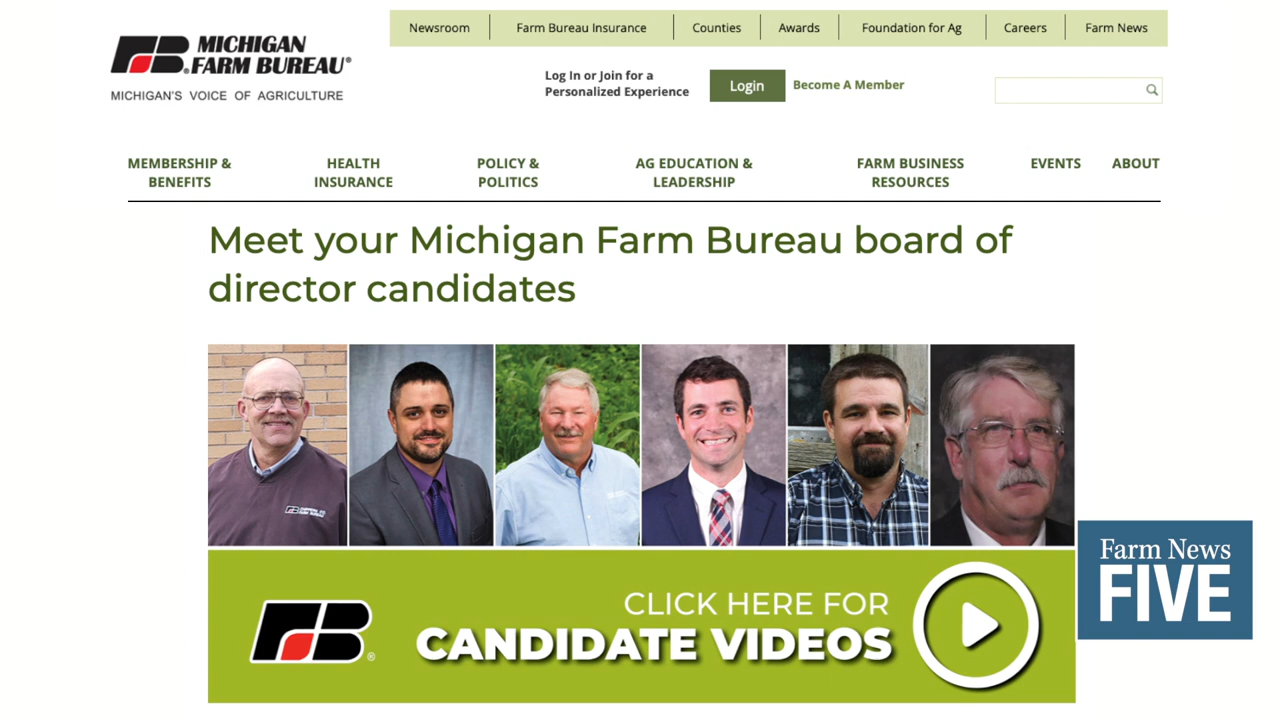 Newsroom
Farm Bureau Insurance
Counties
Awards
Foundation for Ag
Careers
Farm News
MICHIGAN
FARM BUREAU®
MICHIGAN'S VOICE OF AGRICULTURE
Log In or Join for a
Personalized Experience
Login
Become A Member
MEMBERSHIP &
BENEFITS
HEALTH
INSURANCE
POLICY &
POLITICS
AG EDUCATION &
LEADERSHIP
FARM BUSINESS
RESOURCES
EVENTS
ABOUT
Meet your Michigan Farm Bureau board of
director candidates
CLICK HERE FOR
CANDIDATE VIDEOS
Farm News
FIVE